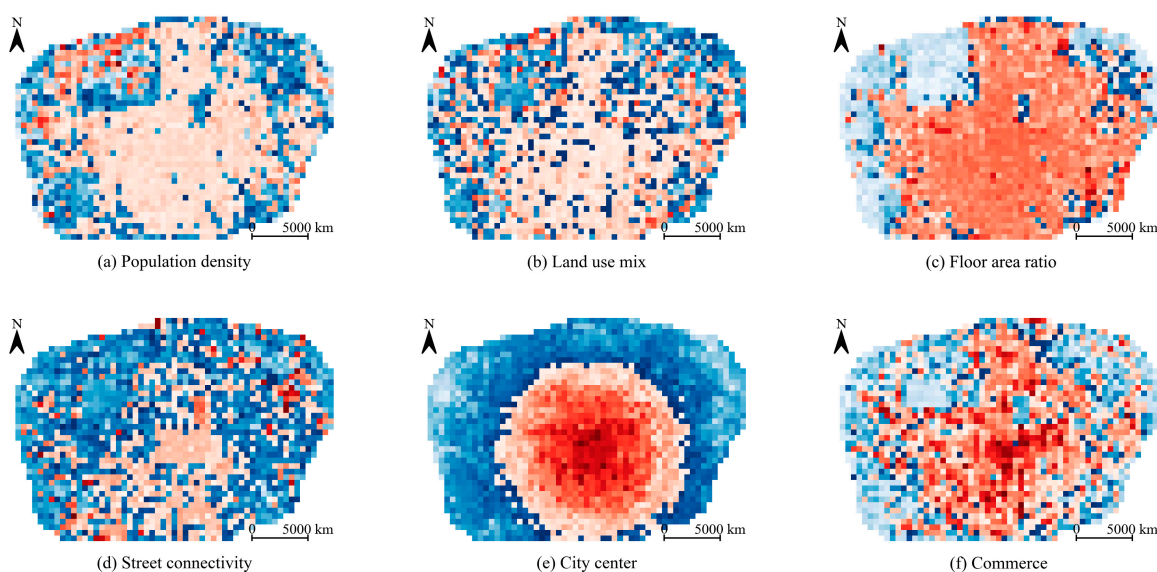 N
N
N
0 5000 km
0 5000 km
0 5000 km
(a) Population density
(b) Land use mix
(c) Floor area ratio
N
N
N
0 5000 km
0 5000 km
0 5000 km
(d) Street connectivity
(e) City center
(f) Commerce